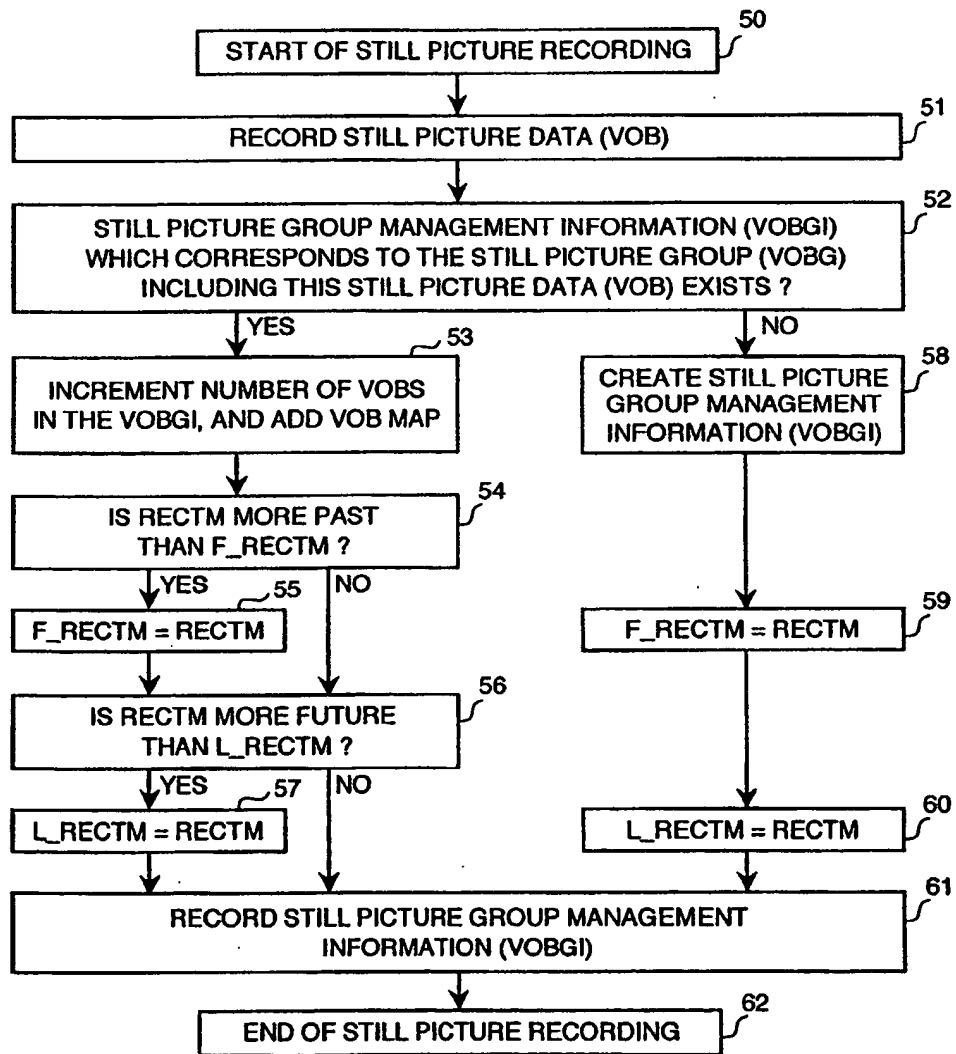 50
START OF STILL PICTURE RECORDING
51
RECORD STILL PICTURE DATA (VOB)
52
STILL PICTURE GROUP MANAGEMENT INFORMATION (VOBGI)
WHICH CORRESPONDS TO THE STILL PICTURE GROUP (VOBG)
INCLUDING THIS STILL PICTURE DATA (VOB) EXISTS ?
YES
NO
53
INCREMENT NUMBER OF VOBS
IN THE VOBGI, AND ADD VOB MAP
58
CREATE STILL PICTURE
GROUP MANAGEMENT
INFORMATION (VOBGI)
54
IS RECTM MORE PAST
THAN F_RECTM ?
YES
NO
55
F_RECTM = RECTM
59
F_RECTM = RECTM
56
IS RECTM MORE FUTURE
THAN L_RECTM ?
YES
NO
57
L_RECTM = RECTM
60
L_RECTM = RECTM
61
RECORD STILL PICTURE GROUP MANAGEMENT
INFORMATION (VOBGI)
62
END OF STILL PICTURE RECORDING